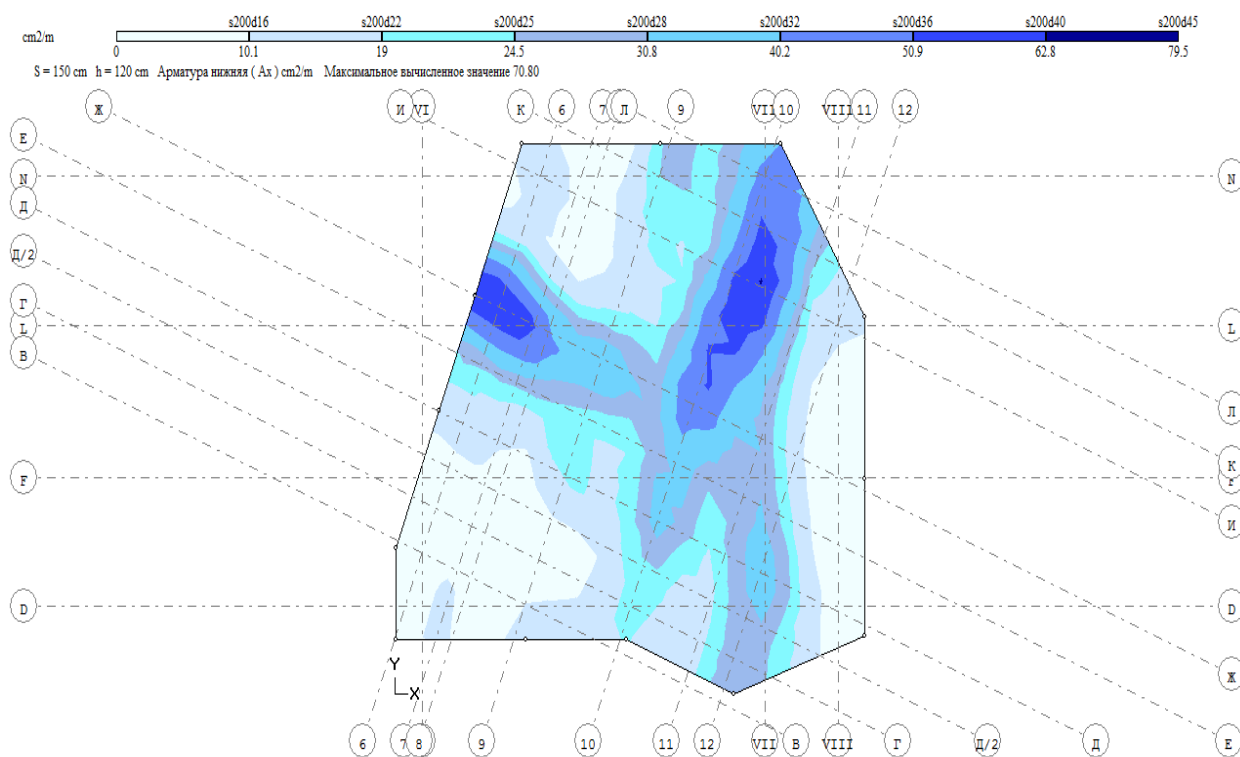 s200d16 s200d22 s200d25 s200d28 s200d32 s200d36 s200d40 s200d45
cm2/m
0 10.1 19 24.5 30.8 40.2 50.9 62.8 79.5
S = 150 cm h = 120 cm Арматура нижняя ( Ax ) cm2/m Максимальное вычисленное значение 70.80
Ж И VI К 6 7 Л 9 VII 10 VIII 11 12
Е
N N
Д
Д/2
Г
L L
В
Л
К
F F
И
D D
Ж
Y
X
6 7 8 9 10 11 12 VII В VIII Г Д/2 Д Е